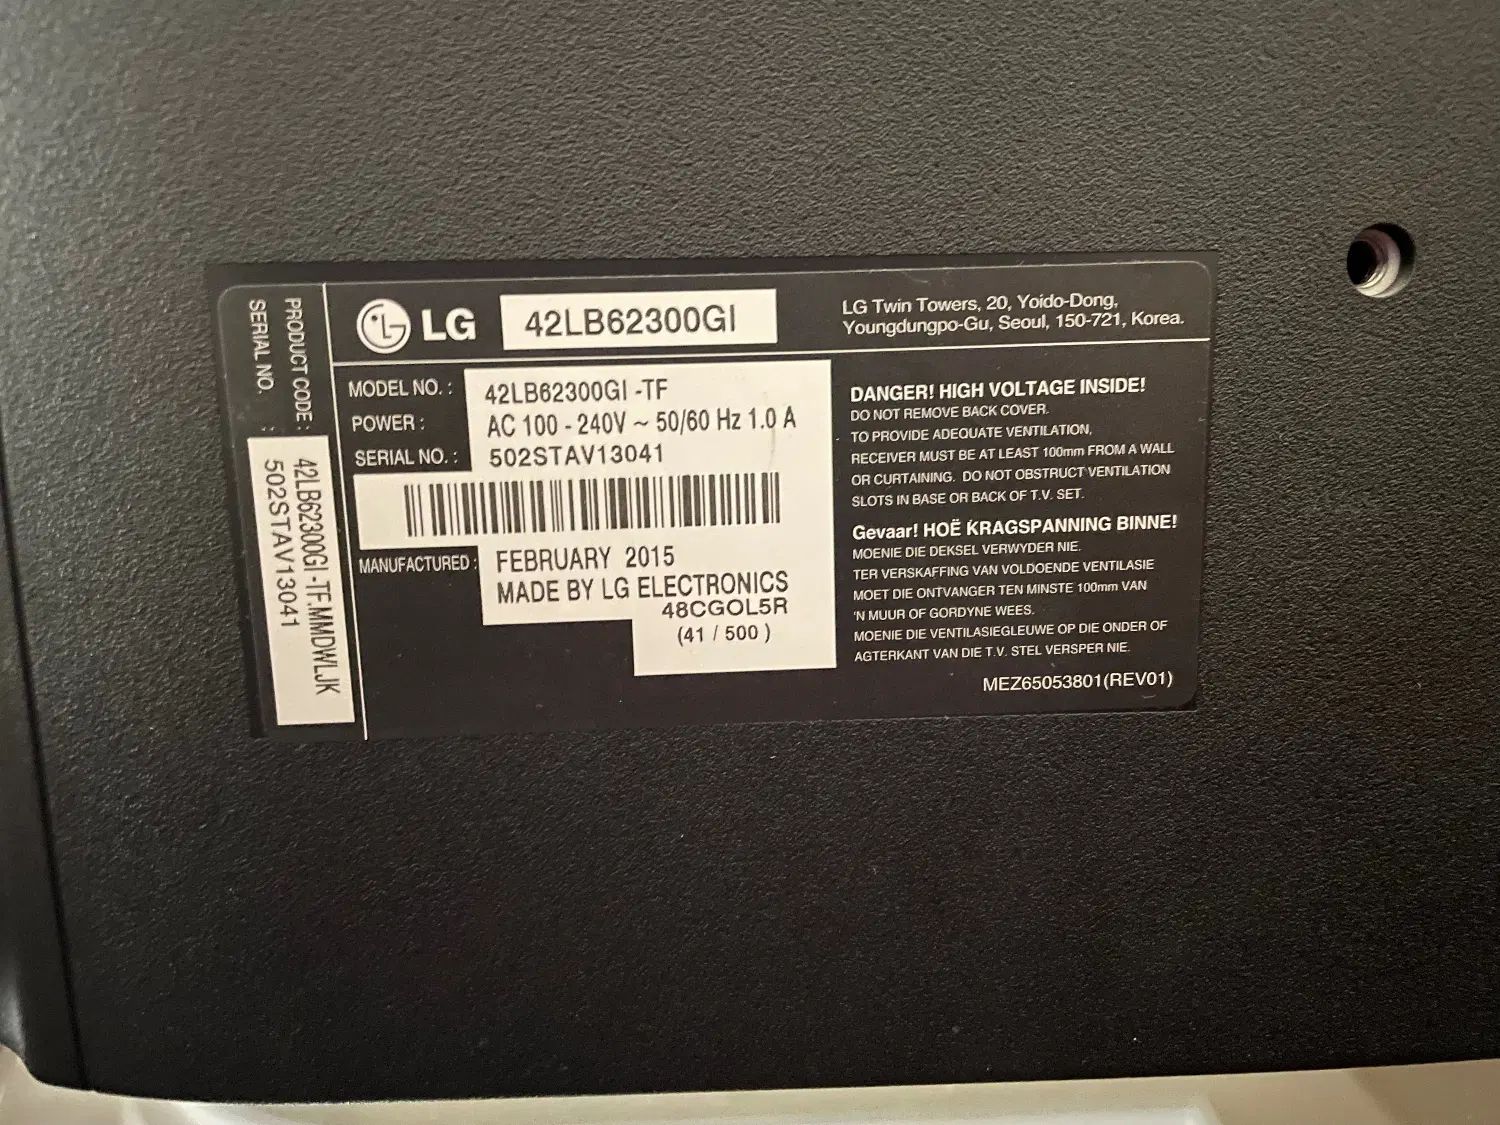 PRODUCT CODE : 42LB62300GI-TF.MMDWLJK
SERIAL NO. : 502STAV13041
LG 42LB62300GI
LG Twin Towers, 20, Yoido-Dong,
Youngdungpo-Gu, Seoul, 150-721, Korea.
MODEL NO. : 42LB62300GI -TF
POWER : AC 100 - 240V ~ 50/60 Hz 1.0 A
SERIAL NO. : 502STAV13041
MANUFACTURED : FEBRUARY 2015
MADE BY LG ELECTRONICS
48CGOL5R
(41 / 500 )
DANGER! HIGH VOLTAGE INSIDE!
DO NOT REMOVE BACK COVER.
TO PROVIDE ADEQUATE VENTILATION,
RECEIVER MUST BE AT LEAST 100mm FROM A WALL
OR CURTAINING. DO NOT OBSTRUCT VENTILATION
SLOTS IN BASE OR BACK OF T.V. SET.
Gevaar! HOË KRAGSPANNING BINNE!
MOENIE DIE DEKSEL VERWYDER NIE.
TER VERSKAFFING VAN VOLDOENDE VENTILASIE
MOET DIE ONTVANGER TEN MINSTE 100mm VAN
'N MUUR OF GORDYNE WEES.
MOENIE DIE VENTILASIEGLEUWE OP DIE ONDER OF
AGTERKANT VAN DIE T.V. STEL VERSPER NIE.
MEZ65053801(REV01)